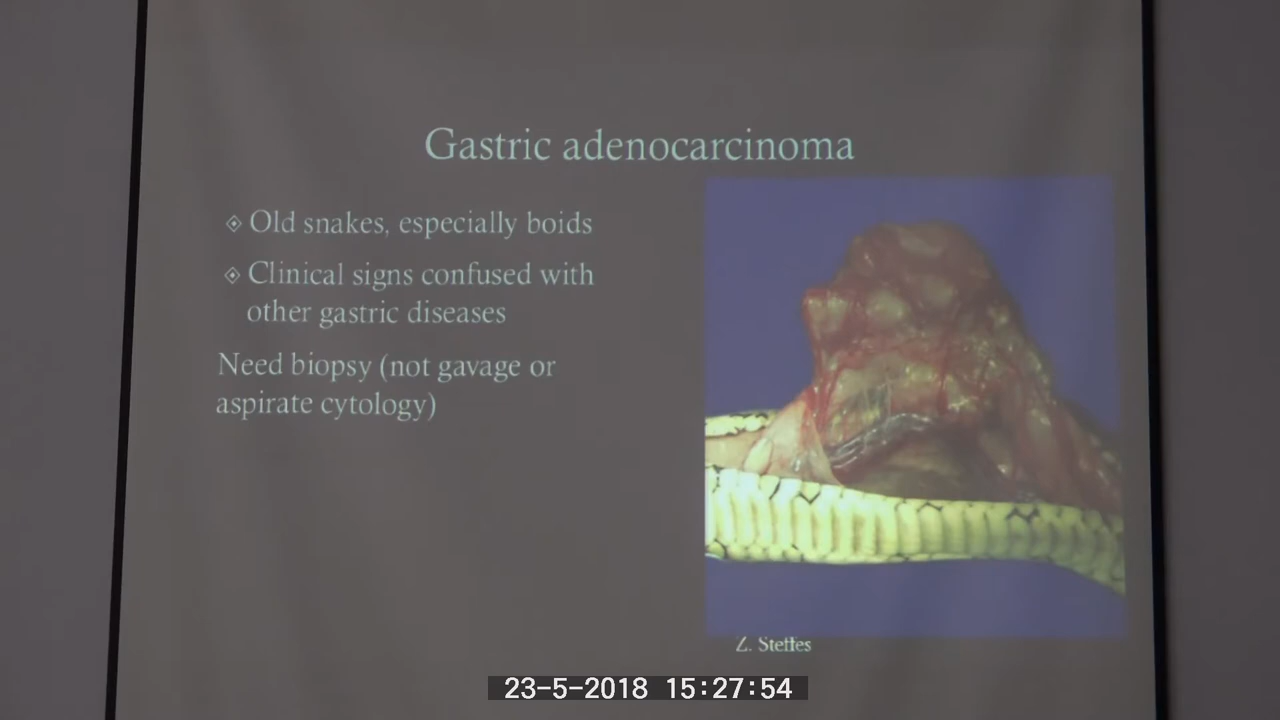 Gastric adenocarcinoma
Old snakes, especially boids
Clinical signs confused with
other gastric diseases
Need biopsy (not gavage or
aspirate cytology)
Z. Steffes
23-5-2018 15:27:54